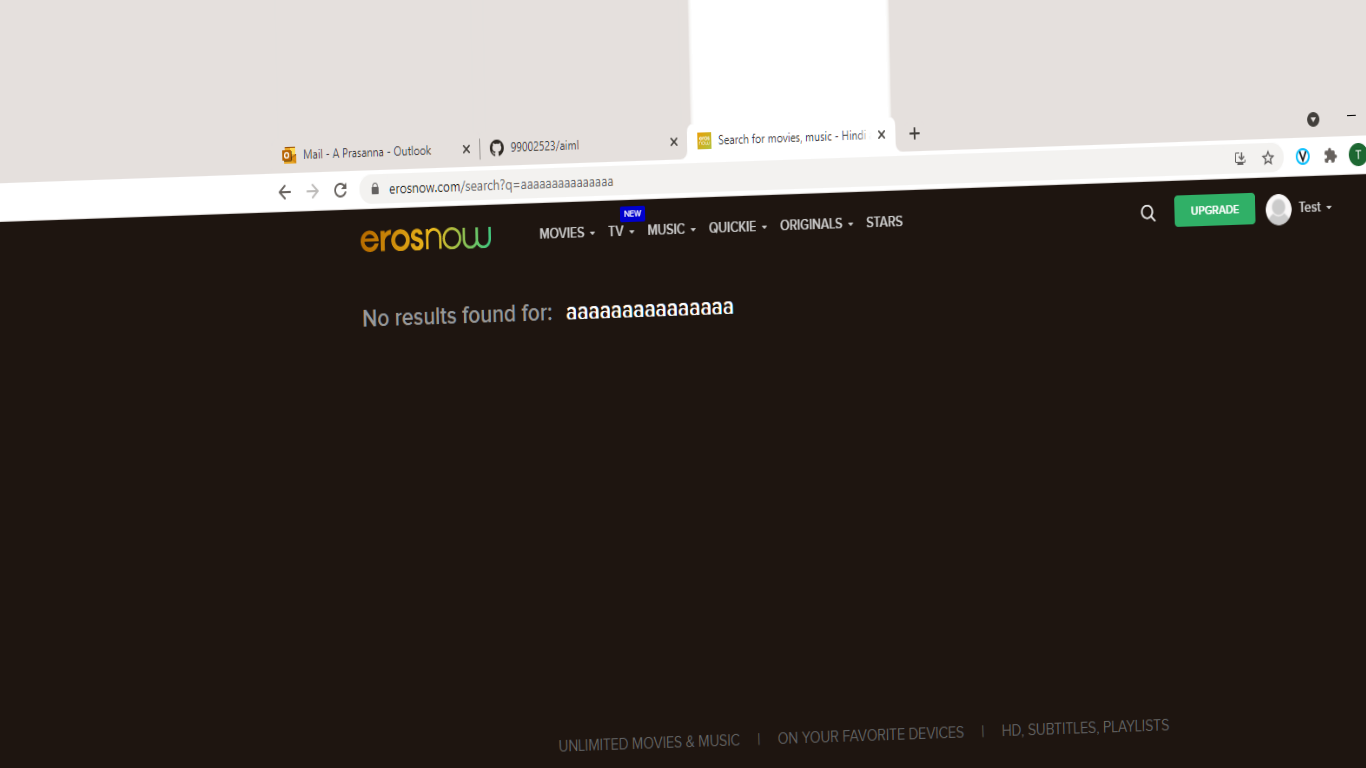 Mail - A Prasanna - Outlook
99002523/aiml
Search for movies, music - Hindi
T
erosnow.com/search?q=aaaaaaaaaaaaaaa
erosnow
MOVIES
NEW
TV
MUSIC
QUICKIE
ORIGINALS
STARS
UPGRADE
Test
No results found for: aaaaaaaaaaaaaaa
UNLIMITED MOVIES & MUSIC | ON YOUR FAVORITE DEVICES | HD, SUBTITLES, PLAYLISTS